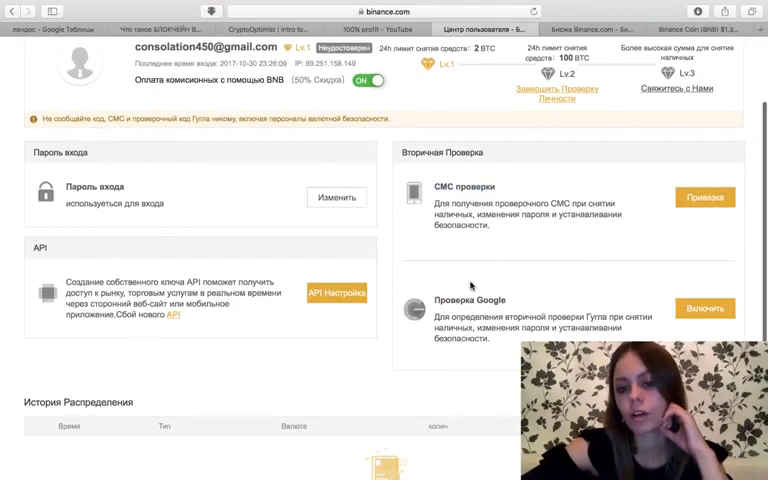 binance.com
лендос - Google Таблицы
Что такое БЛОКЧЕЙН В...
CryptoOptimist | intro to...
100% profit - YouTube
Центр пользователя - Б...
Биржа Binance.com - Би...
Binance Coin (BNB) $1,3...
consolation450@gmail.com Lv.1 Неудостоверен
Последнее время входа: 2017-10-30 23:26:09 IP: 89.251.158.149
Оплата комисионных с помощью BNB (50% Скидка) ON
24h лимит снятия средств: 2 BTC
Lv.1
24h лимит снятия
средств: 100 BTC
Lv.2
Завершить Проверку
Личности
Более высокая сумма для снятия
наличных
Lv.3
Свяжитесь с Нами
Не сообщайте код, СМС и проверочный код Гугла никому, включая персоналы валютной безопасности.
Пароль входа
Пароль входа
используеться для входа
Изменить
API
Создание собственного ключа API поможет получить
доступ к рынку, торговым услугам в реальном времени
через сторонний веб-сайт или мобильное
приложение.Сбой нового API
API Настройка
Вторичная Проверка
СМС проверки
Для получения проверочного СМС при снятии
наличных, изменения пароля и устанавливании
безопасности.
Привязка
Проверка Google
Для определения вторичной проверки Гугла при снятии
наличных, изменения пароля и устанавливании
безопасности.
Включить
История Распределения
Время Тип Валюта колич